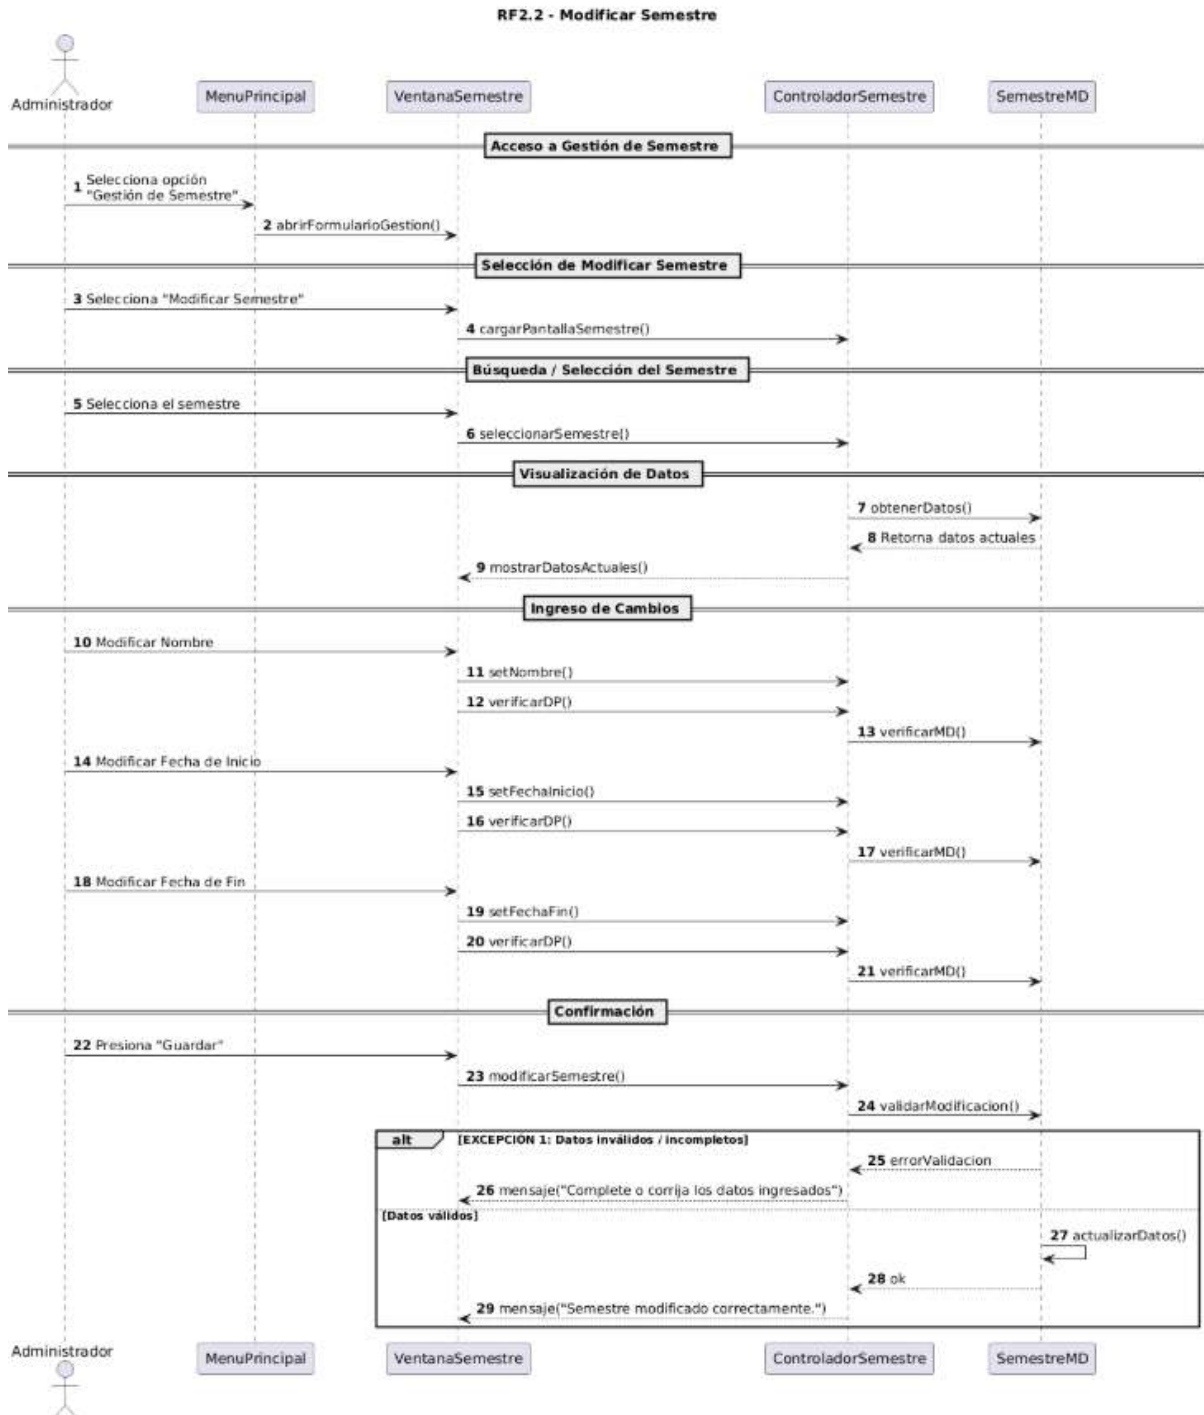 RF2.2 - Modificar Semestre
Administrador
MenuPrincipal
VentanaSemestre
ControladorSemestre
SemestreMD
Acceso a Gestión de Semestre
1 Selecciona opción
"Gestión de Semestre"
2 abrirFormularioGestion()
Selección de Modificar Semestre
3 Selecciona "Modificar Semestre"
4 cargarPantallaSemestre()
Búsqueda / Selección del Semestre
5 Selecciona el semestre
6 seleccionarSemestre()
Visualización de Datos
7 obtenerDatos()
8 Retorna datos actuales
9 mostrarDatosActuales()
Ingreso de Cambios
10 Modificar Nombre
11 setNombre()
12 verificarDP()
13 verificarMD()
14 Modificar Fecha de Inicio
15 setFechaInicio()
16 verificarDP()
17 verificarMD()
18 Modificar Fecha de Fin
19 setFechaFin()
20 verificarDP()
21 verificarMD()
Confirmación
22 Presiona "Guardar"
23 modificarSemestre()
24 validarModificacion()
alt [EXCEPCIÓN 1: Datos inválidos / incompletos]
25 errorValidacion
26 mensaje("Complete o corrija los datos ingresados")
[Datos válidos]
27 actualizarDatos()
28 ok
29 mensaje("Semestre modificado correctamente.")
Administrador
MenuPrincipal
VentanaSemestre
ControladorSemestre
SemestreMD